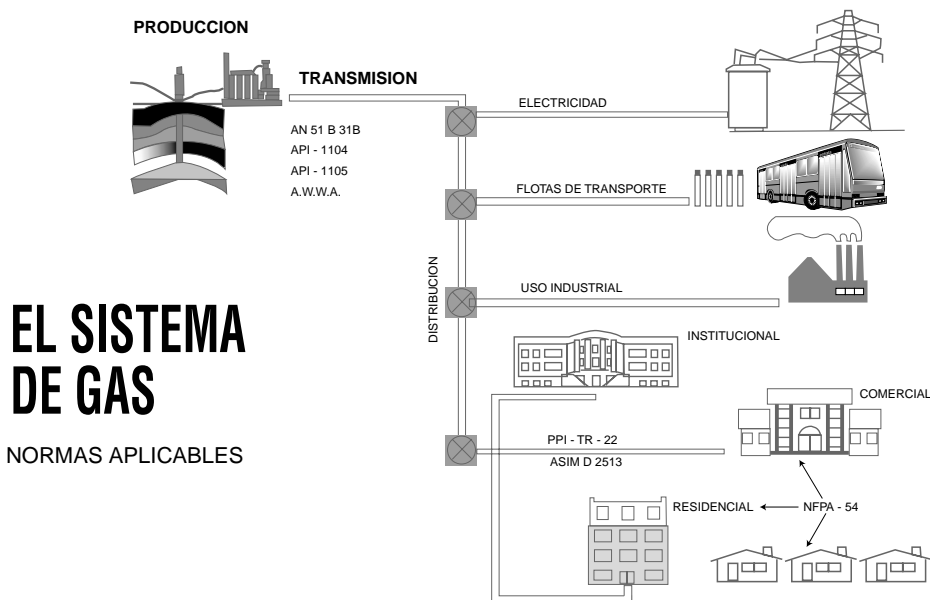 PRODUCCION
TRANSMISION
AN 51 B 31B
API - 1104
API - 1105
A.W.W.A.
ELECTRICIDAD
FLOTAS DE TRANSPORTE
DISTRIBUCION
USO INDUSTRIAL
INSTITUCIONAL
EL SISTEMA
DE GAS
NORMAS APLICABLES
COMERCIAL
PPI - TR - 22
ASIM D 2513
RESIDENCIAL
NFPA - 54